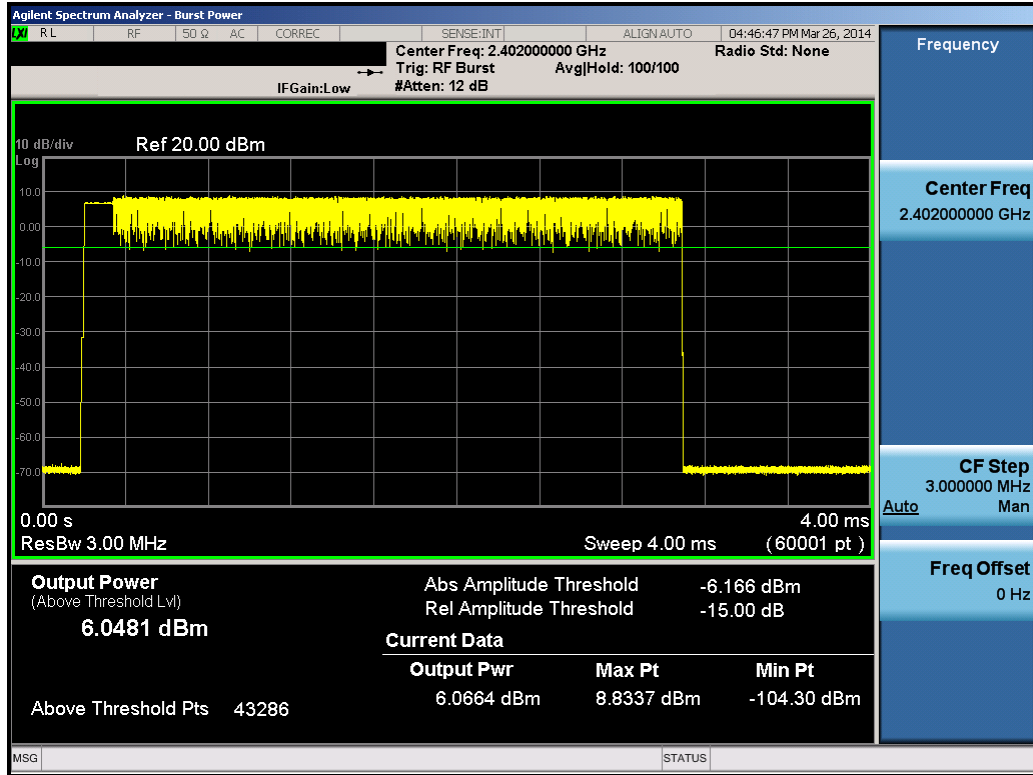 Agilent Spectrum Analyzer - Burst Power
LXI RL RF 50 Ω AC CORREC SENSE:INT ALIGN AUTO 04:46:47 PM Mar 26, 2014
Center Freq: 2.402000000 GHz Radio Std: None
Trig: RF Burst Avg|Hold: 100/100
IFGain:Low #Atten: 12 dB
Frequency
10 dB/div Ref 20.00 dBm
Log
10.0
0.00
-10.0
-20.0
-30.0
-40.0
-50.0
-60.0
-70.0
0.00 s 4.00 ms
ResBw 3.00 MHz Sweep 4.00 ms (60001 pt )
Center Freq
2.402000000 GHz
CF Step
3.000000 MHz
Auto Man
Freq Offset
0 Hz
Output Power
(Above Threshold Lvl)
6.0481 dBm
Above Threshold Pts 43286
Abs Amplitude Threshold -6.166 dBm
Rel Amplitude Threshold -15.00 dB
Current Data
Output Pwr Max Pt Min Pt
6.0664 dBm 8.8337 dBm -104.30 dBm
MSG STATUS